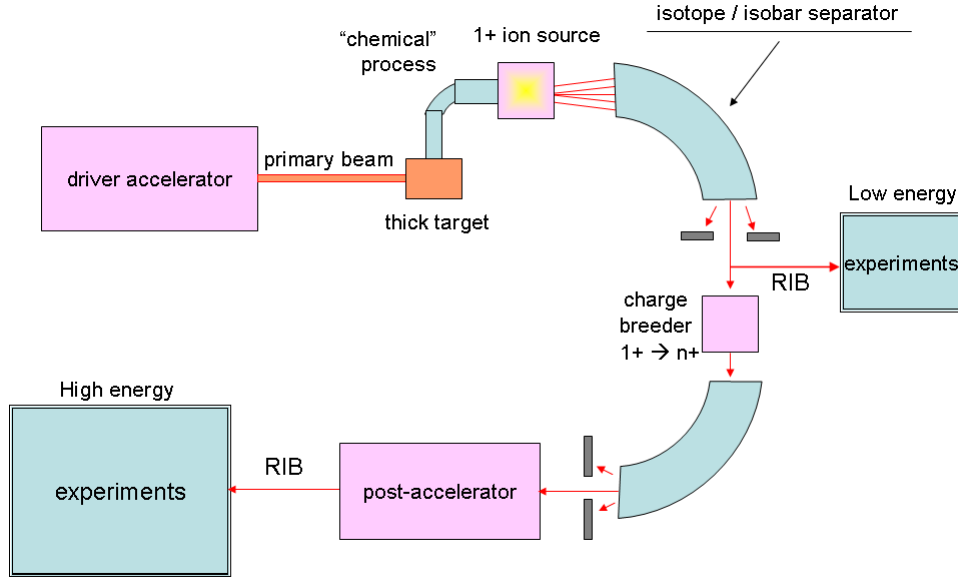 isotope / isobar separator
“chemical”
process
1+ ion source
driver accelerator
primary beam
thick target
Low energy
experiments
RIB
charge
breeder
1+ → n+
High energy
experiments
RIB
post-accelerator